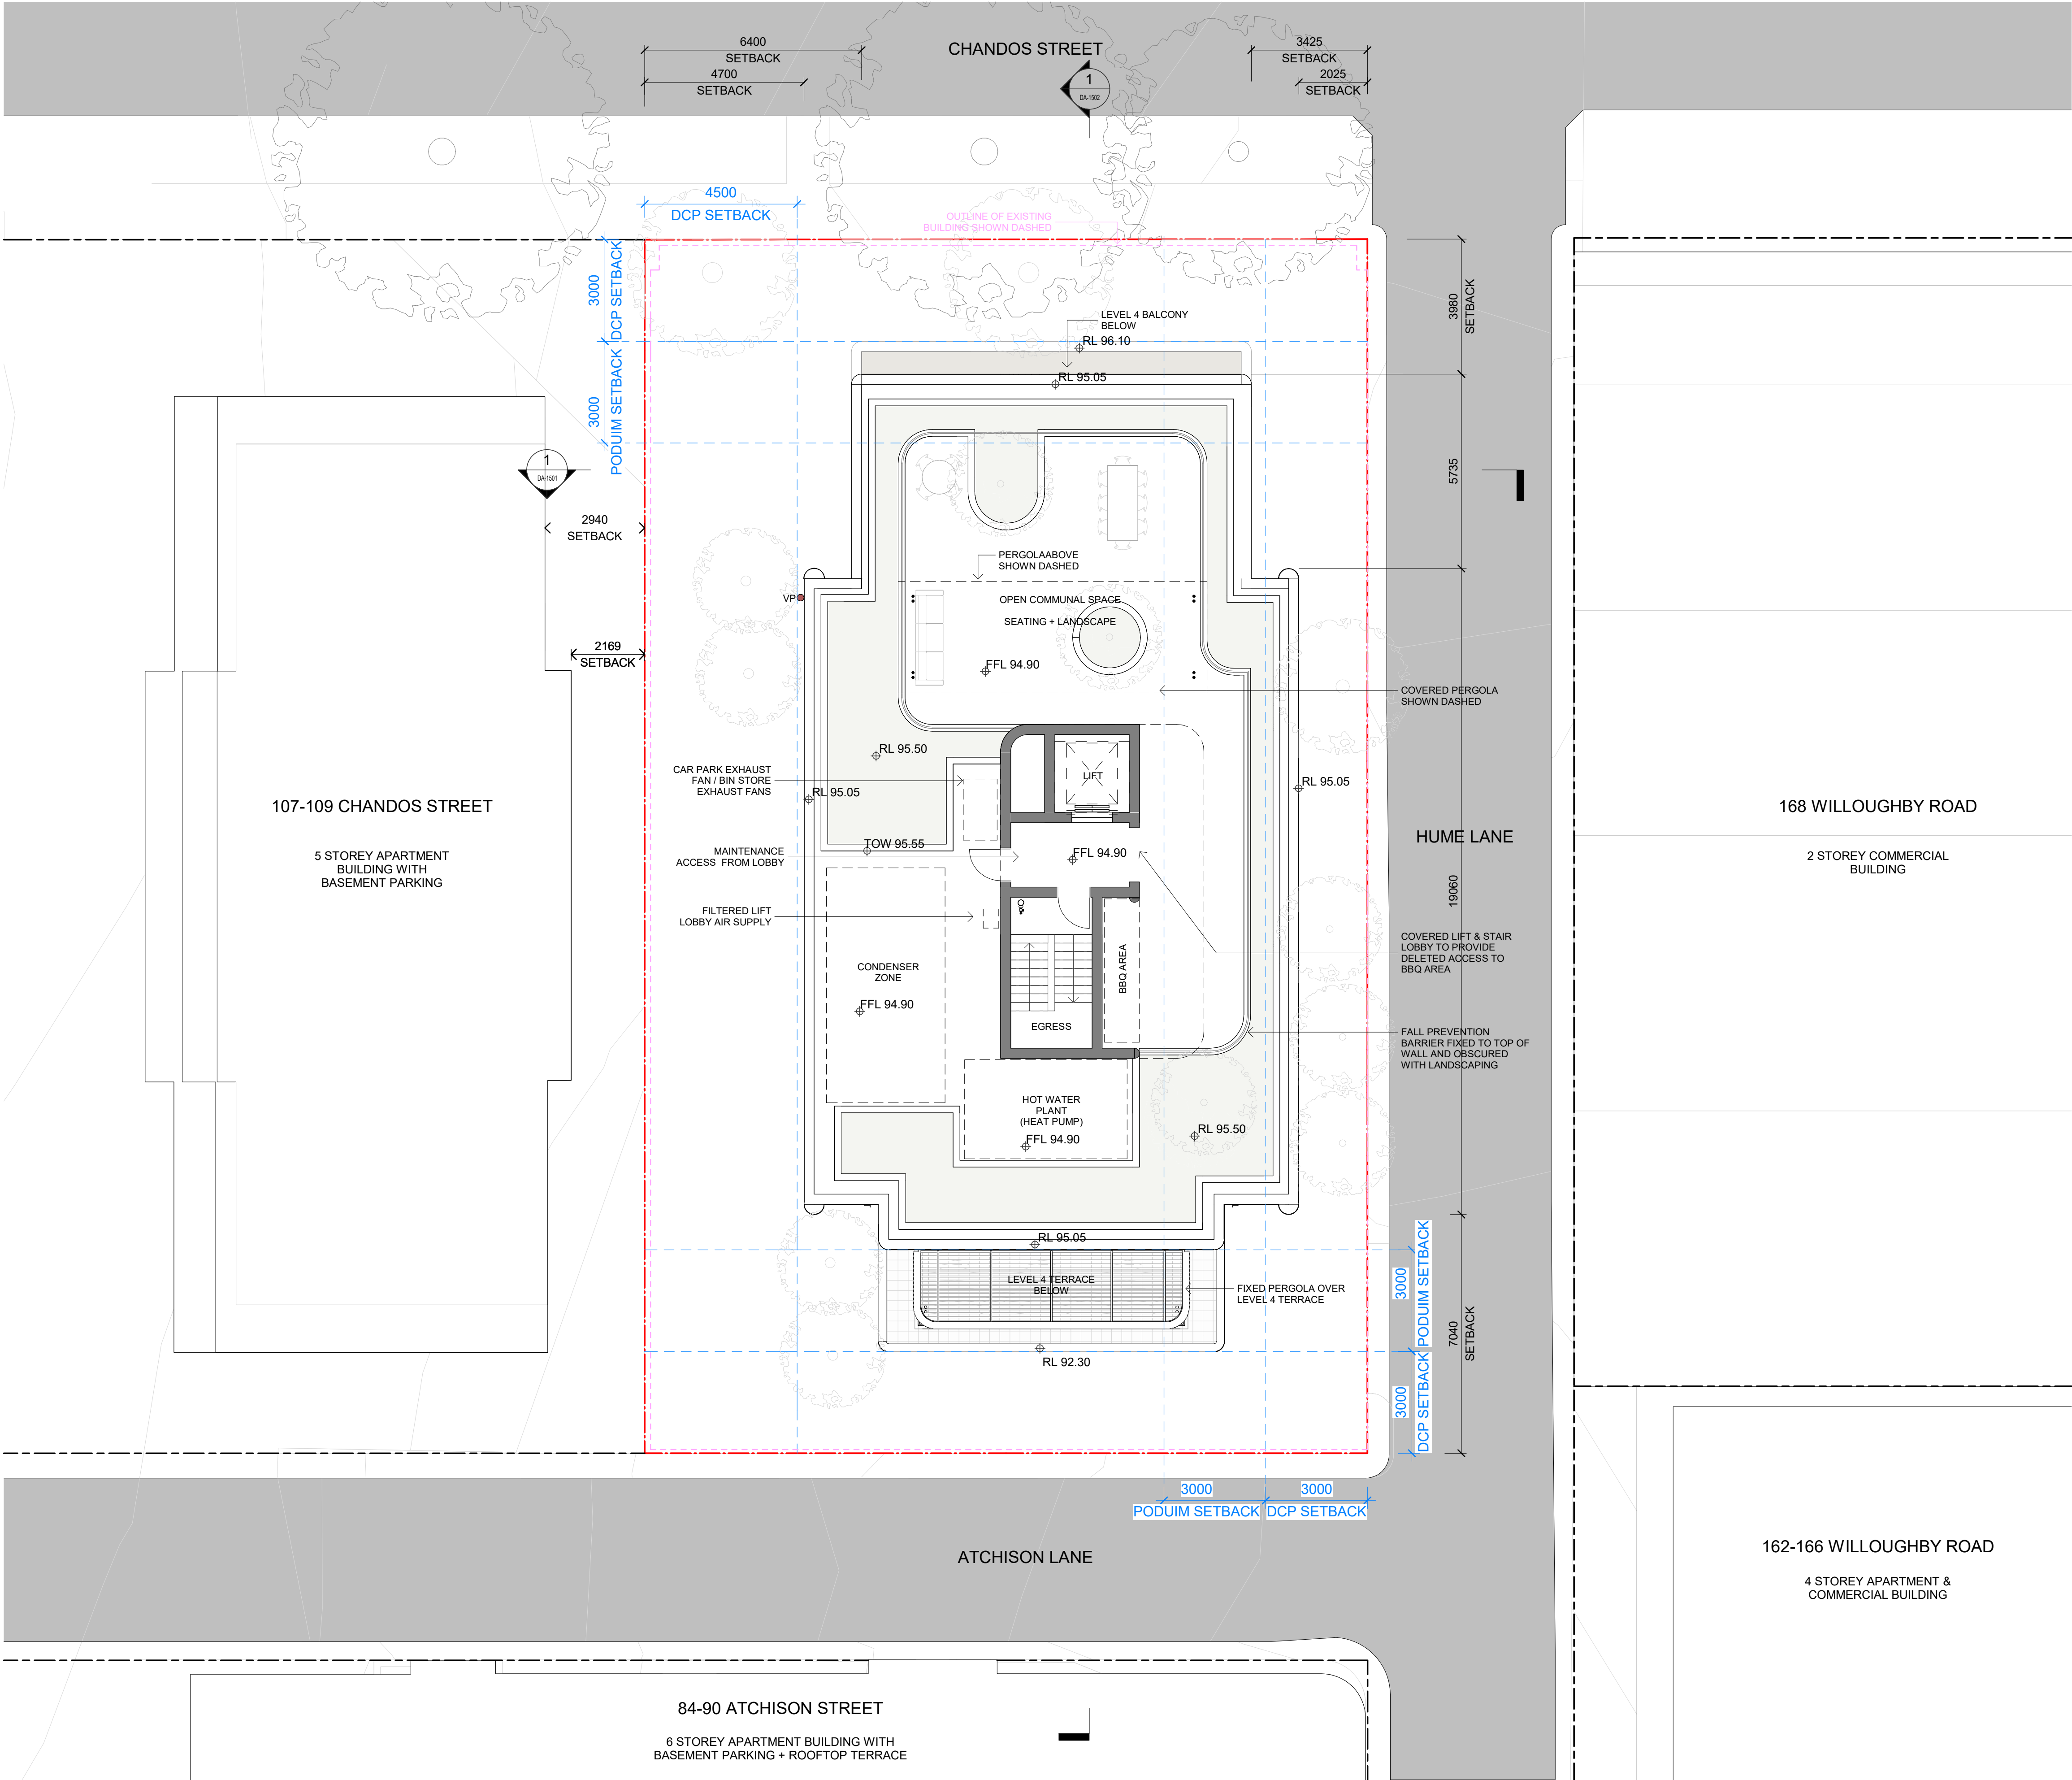 6400
SETBACK
4700
SETBACK
CHANDOS STREET
1
DA-1502
3425
SETBACK
2025
SETBACK
4500
DCP SETBACK
OUTLINE OF EXISTING
BUILDING SHOWN DASHED
3000
DCP SETBACK
3000
PODUIM SETBACK
3980
SETBACK
LEVEL 4 BALCONY
BELOW
RL 96.10
RL 95.05
1
DA-1501
5735
2940
SETBACK
PERGOLAABOVE
SHOWN DASHED
VP
OPEN COMMUNAL SPACE
SEATING + LANDSCAPE
2169
SETBACK
FFL 94.90
COVERED PERGOLA
SHOWN DASHED
RL 95.50
CAR PARK EXHAUST
FAN / BIN STORE
EXHAUST FANS
LIFT
RL 95.05
RL 95.05
107-109 CHANDOS STREET
5 STOREY APARTMENT
BUILDING WITH
BASEMENT PARKING
168 WILLOUGHBY ROAD
2 STOREY COMMERCIAL
BUILDING
HUME LANE
TOW 95.55
MAINTENANCE
ACCESS  FROM LOBBY
FFL 94.90
19060
FILTERED LIFT
LOBBY AIR SUPPLY
COVERED LIFT & STAIR
LOBBY TO PROVIDE
DELETED ACCESS TO
BBQ AREA
CONDENSER
ZONE
FFL 94.90
BBQ AREA
EGRESS
FALL PREVENTION
BARRIER FIXED TO TOP OF
WALL AND OBSCURED
WITH LANDSCAPING
HOT WATER
PLANT
(HEAT PUMP)
FFL 94.90
RL 95.50
RL 95.05
LEVEL 4 TERRACE
BELOW
FIXED PERGOLA OVER
LEVEL 4 TERRACE
3000
PODUIM SETBACK
7040
SETBACK
RL 92.30
3000
DCP SETBACK
3000
PODUIM SETBACK
3000
DCP SETBACK
ATCHISON LANE
162-166 WILLOUGHBY ROAD
4 STOREY APARTMENT &
COMMERCIAL BUILDING
84-90 ATCHISON STREET
6 STOREY APARTMENT BUILDING WITH
BASEMENT PARKING + ROOFTOP TERRACE